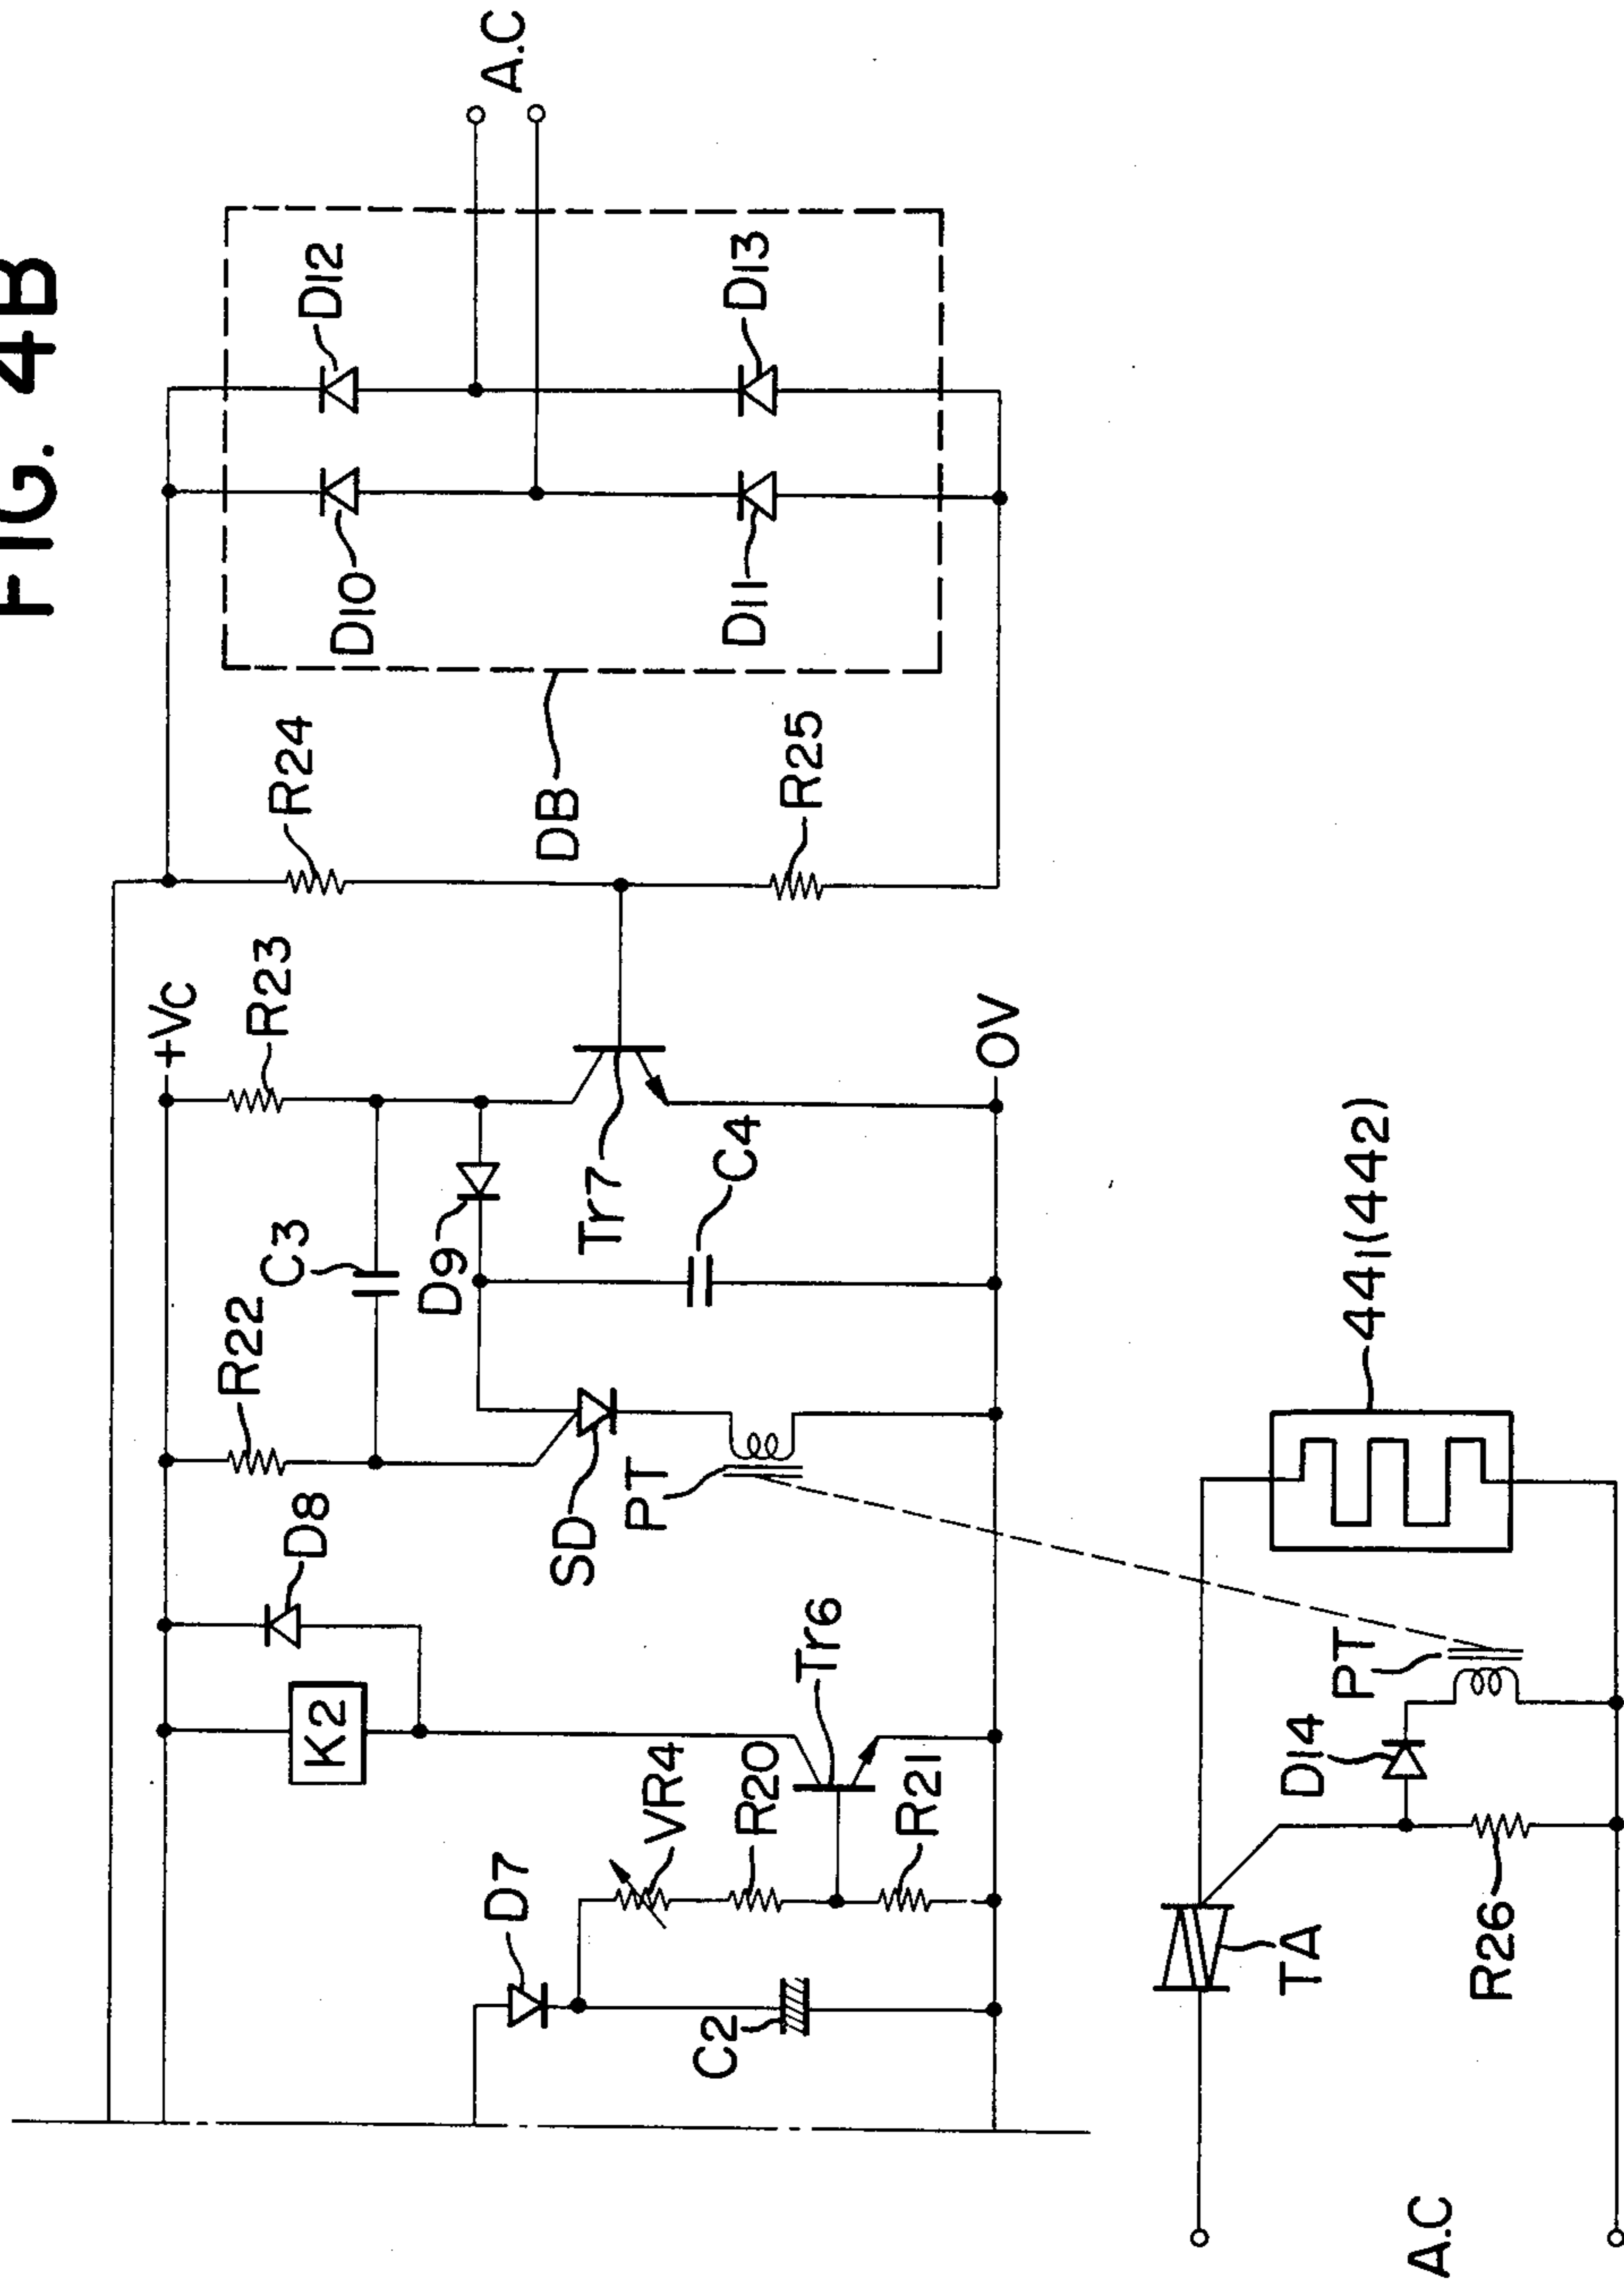 FIG. 4B
A.C
D12
D13
D10
D11
DB
R24
R25
+VC
R23
0V
Tr7
C4
D9
C3
R22
SD
PT
D8
K2
Tr6
VR4
R20
R21
D7
C2
441(442)
PT
D14
R26
TA
A.C